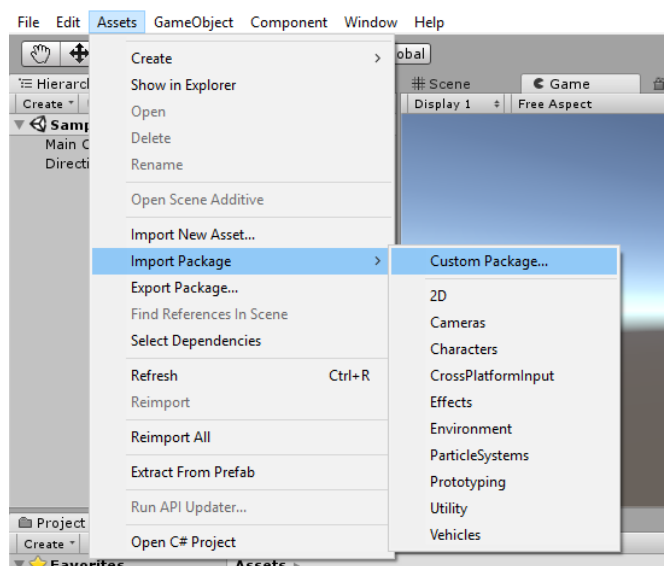 File Edit Assets GameObject Component Window Help
obal
Hierarc
Create
Samp
Main C
Directi
Create
Show in Explorer
Open
Delete
Rename
Open Scene Additive
Import New Asset...
Import Package
Export Package...
Find References In Scene
Select Dependencies
Refresh Ctrl+R
Reimport
Reimport All
Extract From Prefab
Run API Updater...
Open C# Project
Scene Game
Display 1 Free Aspect
Custom Package...
2D
Cameras
Characters
CrossPlatformInput
Effects
Environment
ParticleSystems
Prototyping
Utility
Vehicles
Project
Create
Favorites Assets